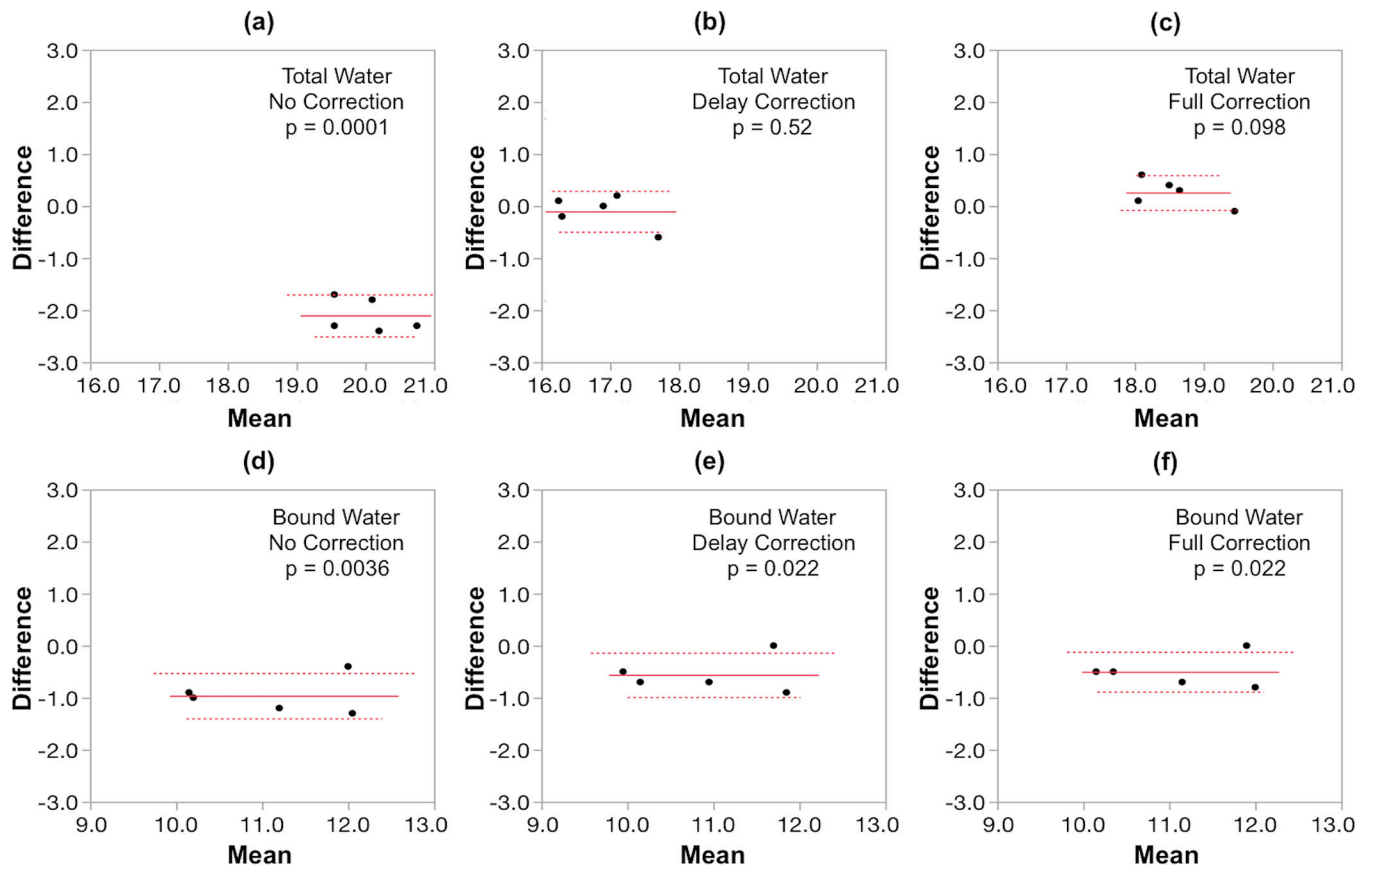 (a)
3.0
2.0
1.0
0.0
-1.0
-2.0
-3.0
Difference
Total Water
No Correction
p = 0.0001
16.0 17.0 18.0 19.0 20.0 21.0
Mean
(b)
3.0
2.0
1.0
0.0
-1.0
-2.0
-3.0
Difference
Total Water
Delay Correction
p = 0.52
16.0 17.0 18.0 19.0 20.0 21.0
Mean
(c)
3.0
2.0
1.0
0.0
-1.0
-2.0
-3.0
Difference
Total Water
Full Correction
p = 0.098
16.0 17.0 18.0 19.0 20.0 21.0
Mean
(d)
3.0
2.0
1.0
0.0
-1.0
-2.0
-3.0
Difference
Bound Water
No Correction
p = 0.0036
9.0 10.0 11.0 12.0 13.0
Mean
(e)
3.0
2.0
1.0
0.0
-1.0
-2.0
-3.0
Difference
Bound Water
Delay Correction
p = 0.022
9.0 10.0 11.0 12.0 13.0
Mean
(f)
3.0
2.0
1.0
0.0
-1.0
-2.0
-3.0
Difference
Bound Water
Full Correction
p = 0.022
9.0 10.0 11.0 12.0 13.0
Mean